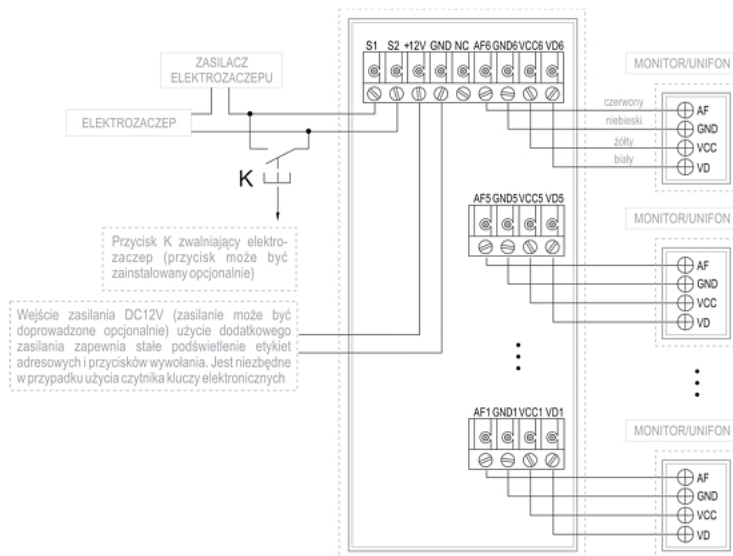 S1 S2 +12V GND NC AF6 GND6 VCC6 VD6
ZASILACZ
ELEKTROZACZEPU
ELEKTROZACZEP
K
Przycisk K zwalniający elektro-
zaczep (przycisk może być
zainstalowany opcjonalnie)
Wejście zasilania DC12V (zasilanie może być
doprowadzone opcjonalnie) użycie dodatkowego
zasilania zapewnia stałe podświetlenie etykiet
adresowych i przycisków wywołania. Jest niezbędne
w przypadku użycia czytnika kluczy elektronicznych
MONITOR/UNIFON
czerwony
niebieski
żółty
biały
AF
GND
VCC
VD
AF5 GND5 VCC5 VD5
MONITOR/UNIFON
AF
GND
VCC
VD
AF1 GND1 VCC1 VD1
MONITOR/UNIFON
AF
GND
VCC
VD